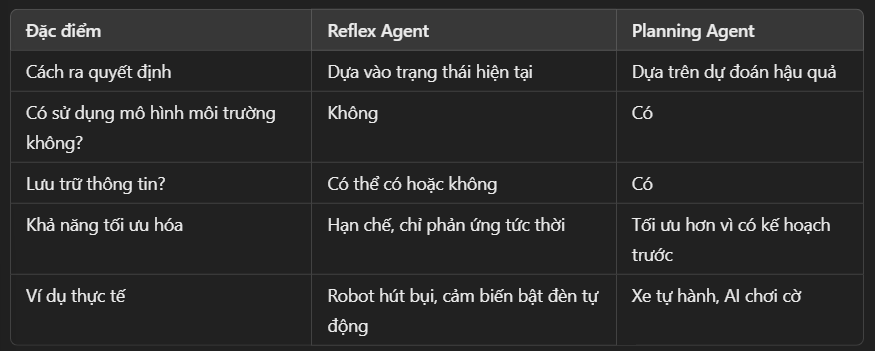 Đặc điểm Reflex Agent Planning Agent
Cách ra quyết định Dựa vào trạng thái hiện tại Dựa trên dự đoán hậu quả
Có sử dụng mô hình môi trường Không Có
không?
Lưu trữ thông tin? Có thể có hoặc không Có
Khả năng tối ưu hóa Hạn chế, chỉ phản ứng tức thời Tối ưu hơn vì có kế hoạch
trước
Ví dụ thực tế Robot hút bụi, cảm biến bật đèn tự Xe tự hành, AI chơi cờ
động